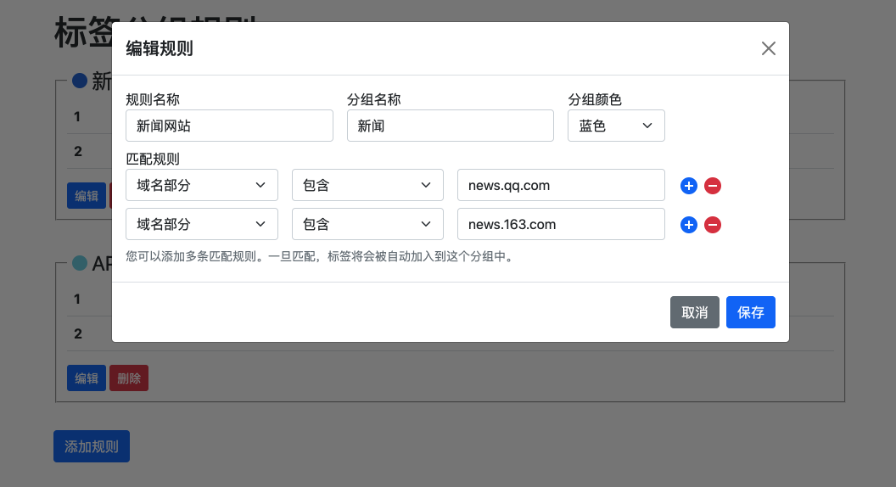 标签分组规则
编辑规则
新
规则名称 分组名称 分组颜色
1
新闻网站 新闻 蓝色
匹配规则
2
域名部分 包含 news.qq.com
编辑
域名部分 包含 news.163.com
您可以添加多条匹配规则。一旦匹配，标签将会被自动加入到这个分组中。
1
取消 保存
2
编辑 删除
添加规则